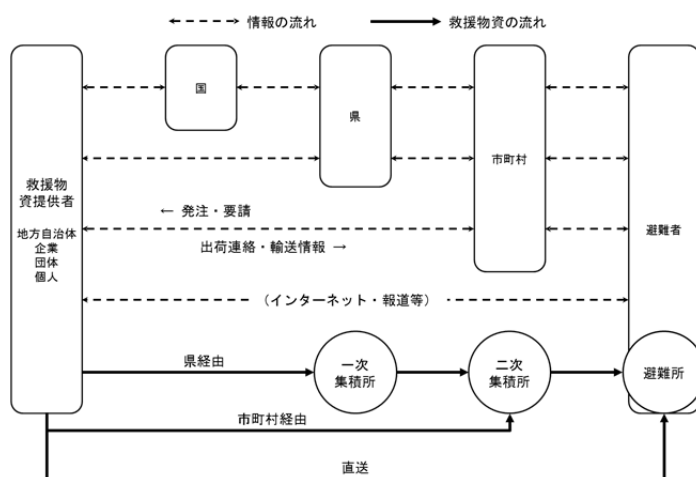 情報の流れ
救援物資の流れ
国
県
市町村
救援物
資提供者
地方自治体
企業
団体
個人
避難者
← 発注・要請
出荷連絡・輸送情報 →
（インターネット・報道等）
県経由
一次
集積所
二次
集積所
避難所
市町村経由
直送